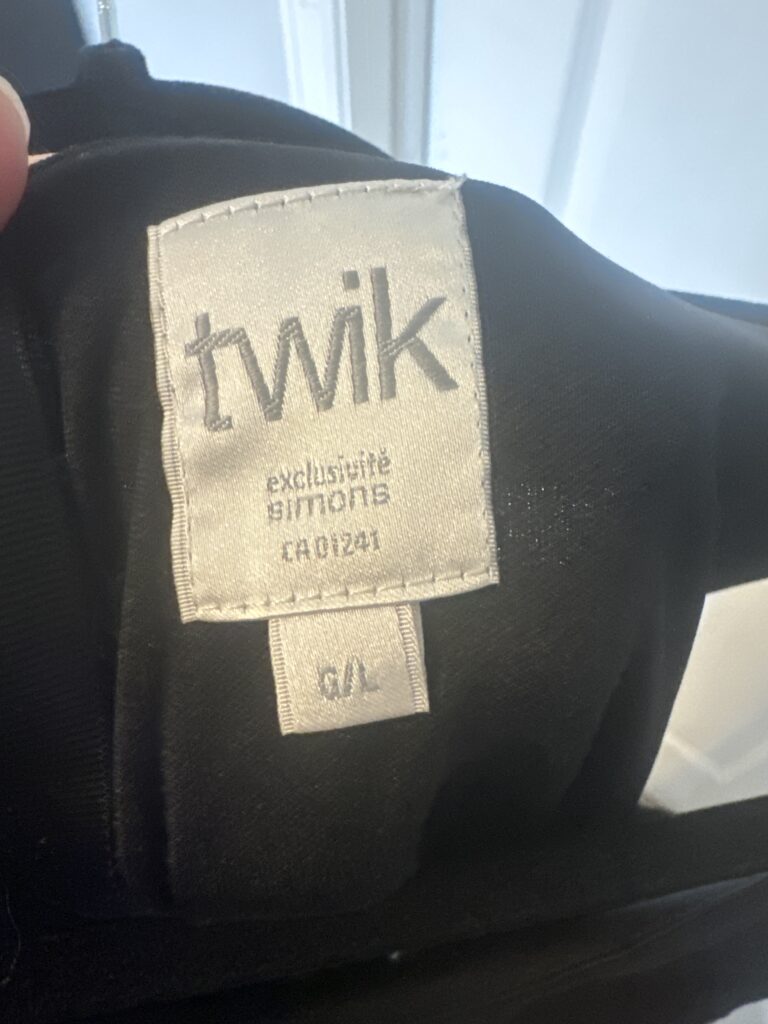 twik
exclusivité
simons
CA01241
G/L